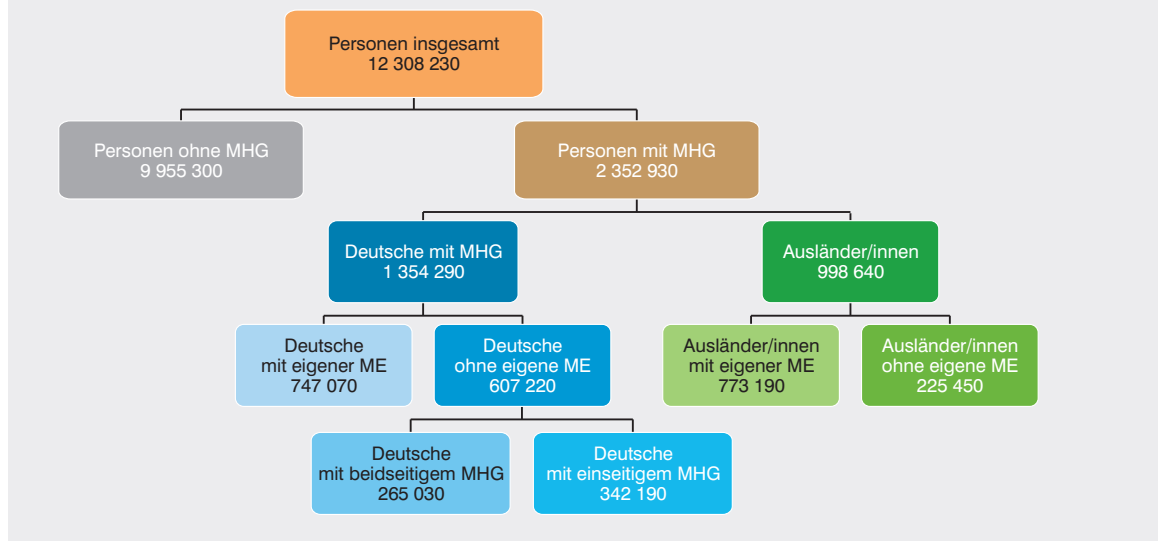 Personen insgesamt
12 308 230
Personen ohne MHG
9 955 300
Personen mit MHG
2 352 930
Deutsche mit MHG
1 354 290
Ausländer/innen
998 640
Deutsche
mit eigener ME
747 070
Deutsche
ohne eigene ME
607 220
Ausländer/innen
mit eigener ME
773 190
Ausländer/innen
ohne eigene ME
225 450
Deutsche
mit beidseitigem MHG
265 030
Deutsche
mit einseitigem MHG
342 190